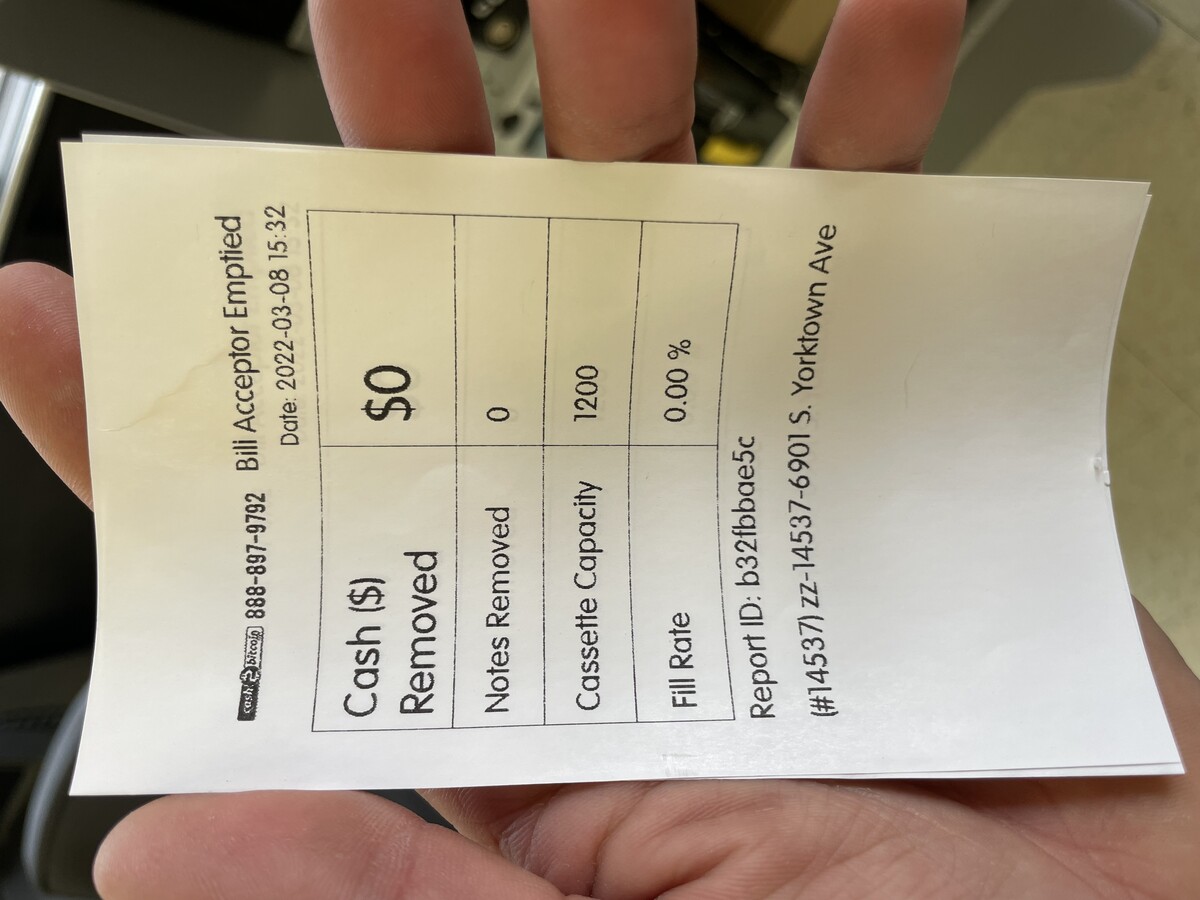 cash2bitcoin 888-897-9792 Bill Acceptor Emptied
Date: 2022-03-08 15:32
Cash ($) Removed $0
Notes Removed 0
Cassette Capacity 1200
Fill Rate 0.00 %
Report ID: b32fbbae5c
(#14537) zz-14537-6901 S. Yorktown Ave